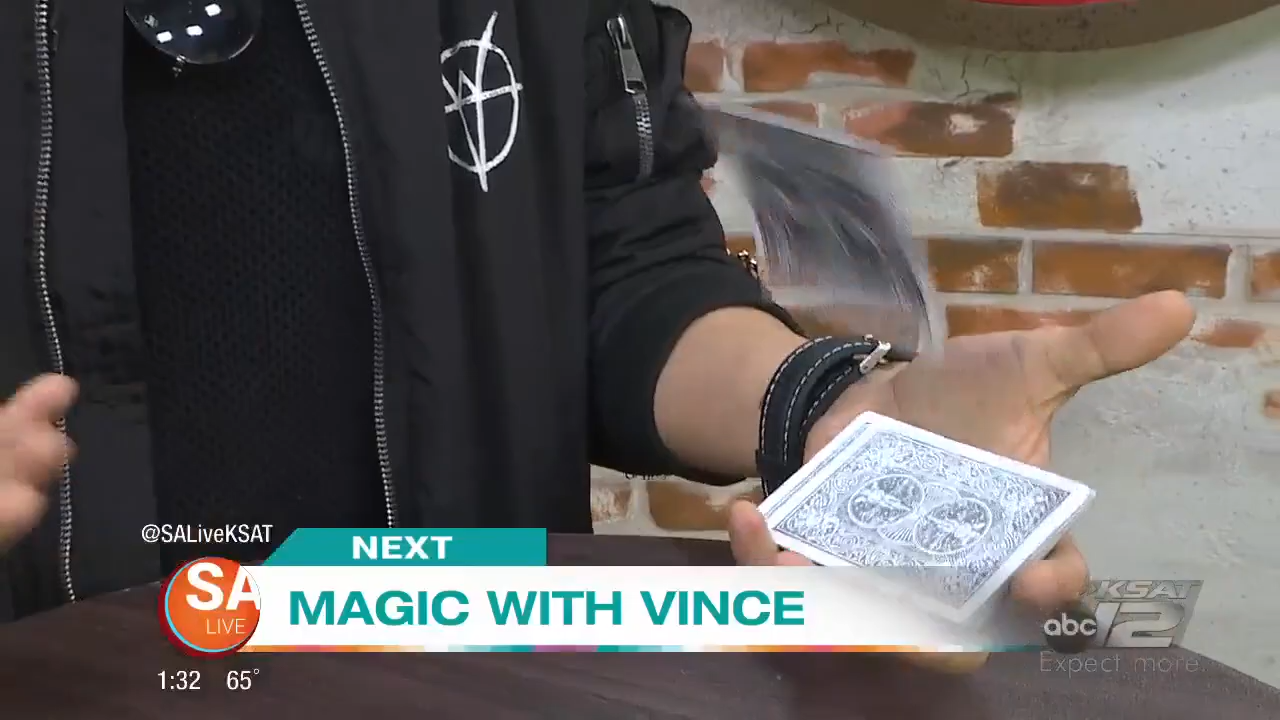 @SALiveKSAT
NEXT
SA
LIVE
MAGIC WITH VINCE
KSAT
abc 12
Expect more.
1:32 65°